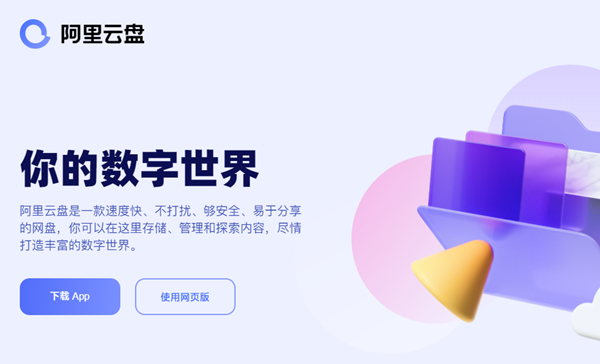 阿里云盘
你的数字世界
阿里云盘是一款速度快、不打扰、够安全、易于分享
的网盘，你可以在这里存储、管理和探索内容，尽情
打造丰富的数字世界。
下载 App
使用网页版